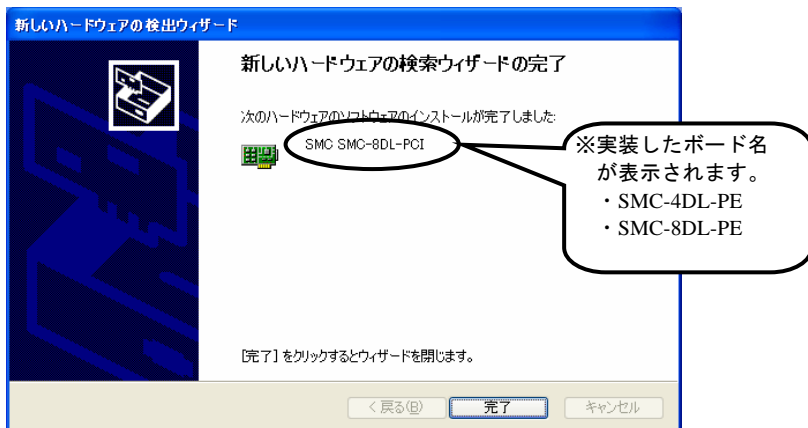 新しいハードウェアの検出ウィザード
新しいハードウェアの検索ウィザードの完了
次のハードウェアのソフトウェアのインストールが完了しました:
SMC SMC-8DL-PCI
※実装したボード名
が表示されます。
・SMC-4DL-PE
・SMC-8DL-PE
[完了] をクリックするとウィザードを閉じます。
< 戻る(B)
完了
キャンセル